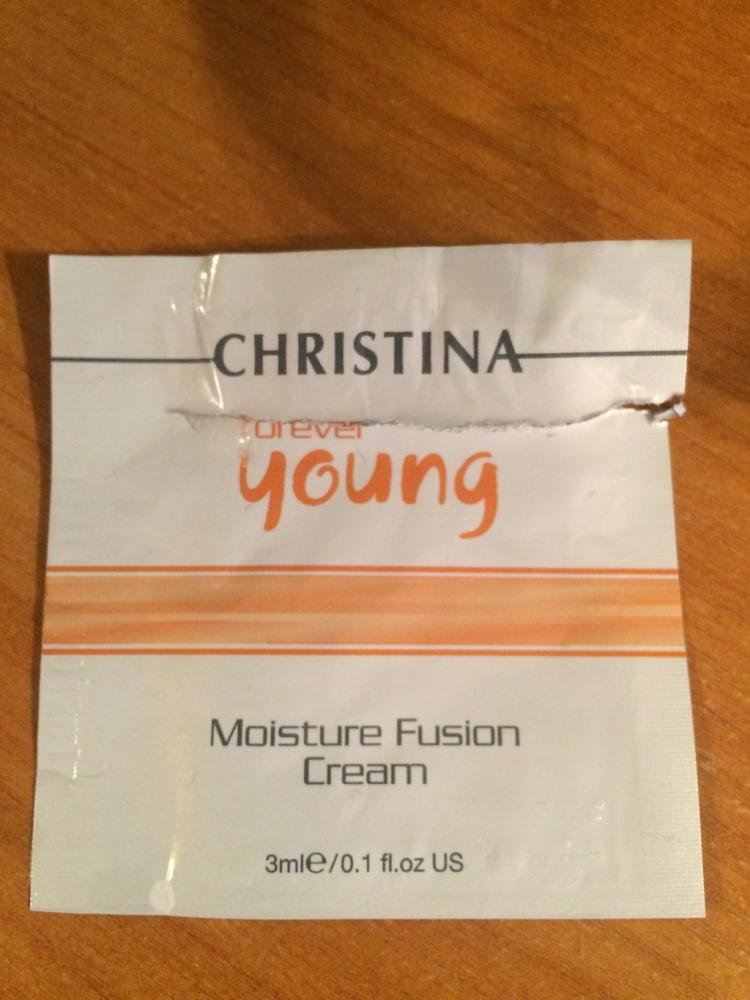 CHRISTINA
forever
young
Moisture Fusion
Cream
3ml℮/0.1 fl.oz US